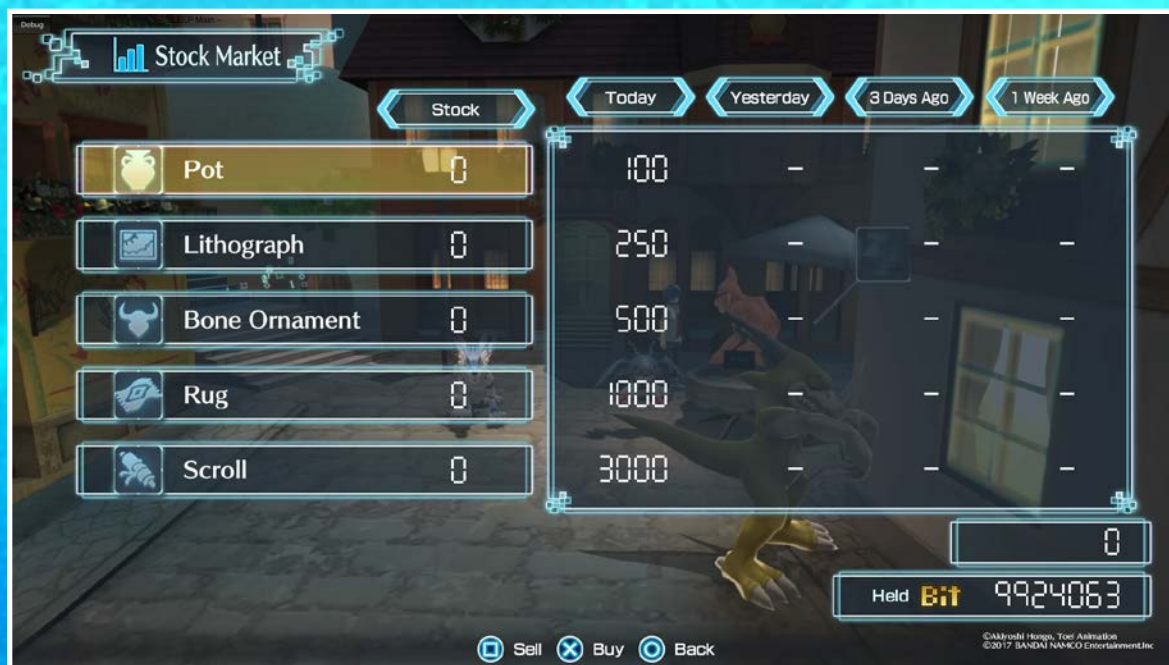 Debug
Stock Market
Stock Today Yesterday 3 Days Ago 1 Week Ago
Pot 0 100 – – –
Lithograph 0 250 – – –
Bone Ornament 0 500 – – –
Rug 0 1000 – – –
Scroll 0 3000 – – –
0
Held Bit 9924063
Sell Buy Back
©Akiyoshi Hongo, Toei Animation
©2017 BANDAI NAMCO Entertainment Inc